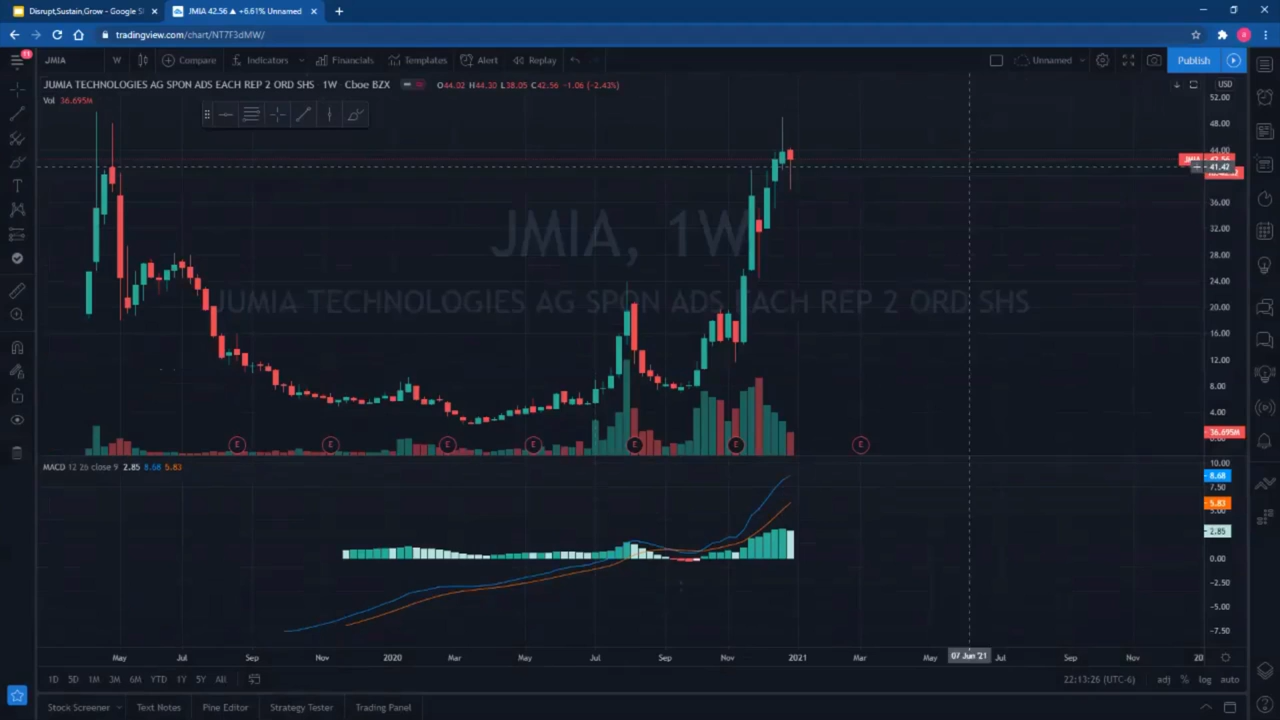 Disrupt,Sustain,Grow - Google Sl
JMIA 42.56 ▲ +6.61% Unnamed
tradingview.com/chart/NT7F3dMW/
JMIA W Compare Indicators Financials Templates Alert Replay Unnamed Publish
JUMIA TECHNOLOGIES AG SPON ADS EACH REP 2 ORD SHS 1W Cboe BZX O44.02 H44.30 L38.05 C42.56 -1.06 (-2.43%) USD
Vol 36.695M
52.00
48.00
44.00
JMIA 42.56
41.42
36.00
32.00
28.00
24.00
20.00
16.00
12.00
8.00
4.00
36.695M
JMIA, 1W
JUMIA TECHNOLOGIES AG SPON ADS EACH REP 2 ORD SHS
E E E E E E E
MACD 12 26 close 9 2.85 8.68 5.83
10.00
8.68
7.50
5.83
5.00
2.85
0.00
-2.50
-5.00
-7.50
May Jul Sep Nov 2020 Mar May Jul Sep Nov 2021 Mar May 07 Jun '21 Jul Sep Nov 20
1D 5D 1M 3M 6M YTD 1Y 5Y All 22:13:26 (UTC-6) adj % log auto
Stock Screener Text Notes Pine Editor Strategy Tester Trading Panel